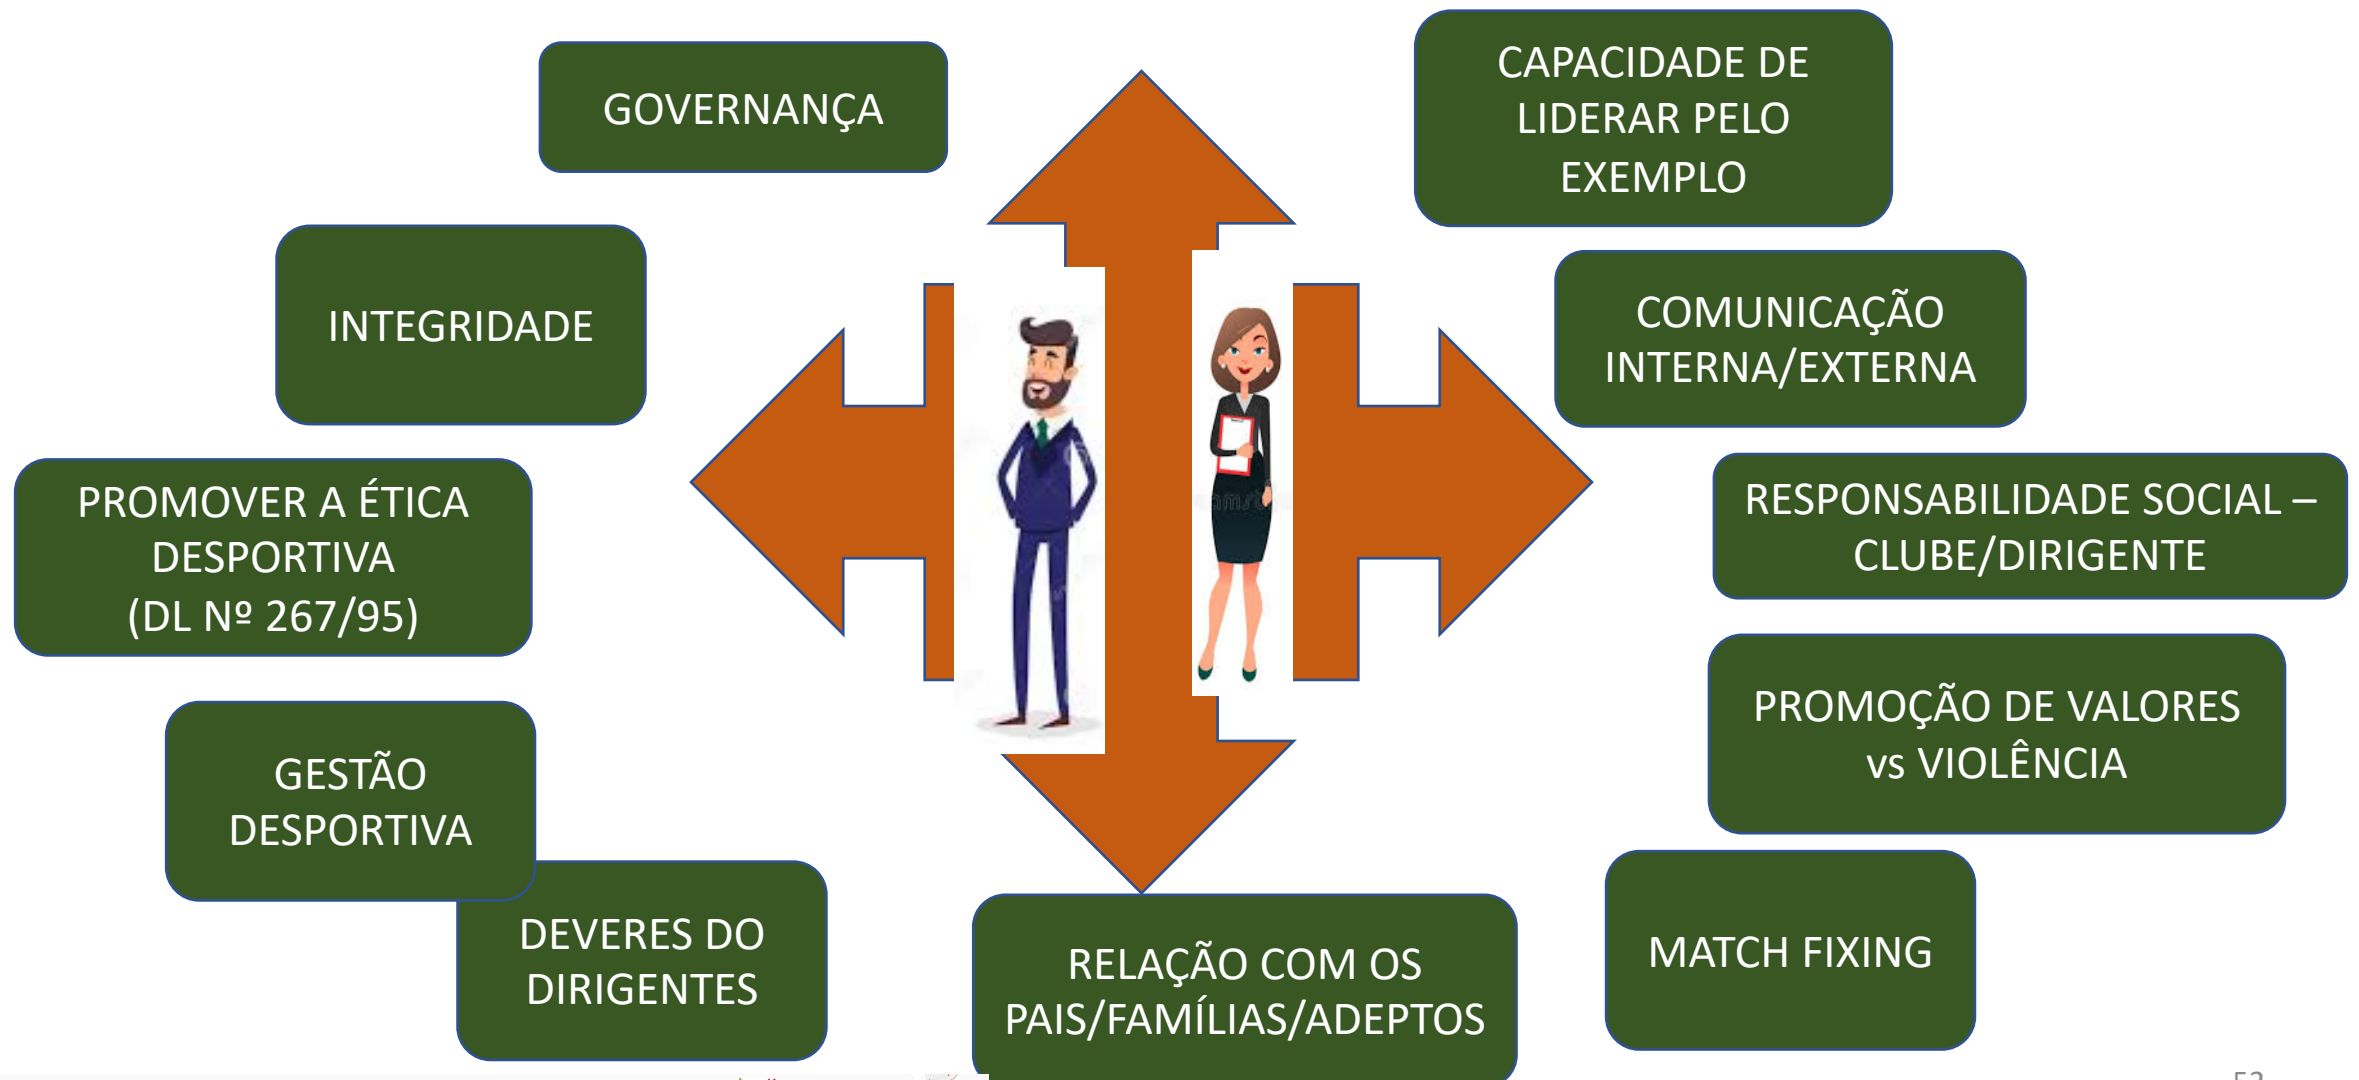 GOVERNANÇA
CAPACIDADE DE
LIDERAR PELO
EXEMPLO
INTEGRIDADE
COMUNICAÇÃO
INTERNA/EXTERNA
PROMOVER A ÉTICA
DESPORTIVA
(DL Nº 267/95)
RESPONSABILIDADE SOCIAL –
CLUBE/DIRIGENTE
GESTÃO
DESPORTIVA
PROMOÇÃO DE VALORES
vs VIOLÊNCIA
DEVERES DO
DIRIGENTES
RELAÇÃO COM OS
PAIS/FAMÍLIAS/ADEPTOS
MATCH FIXING